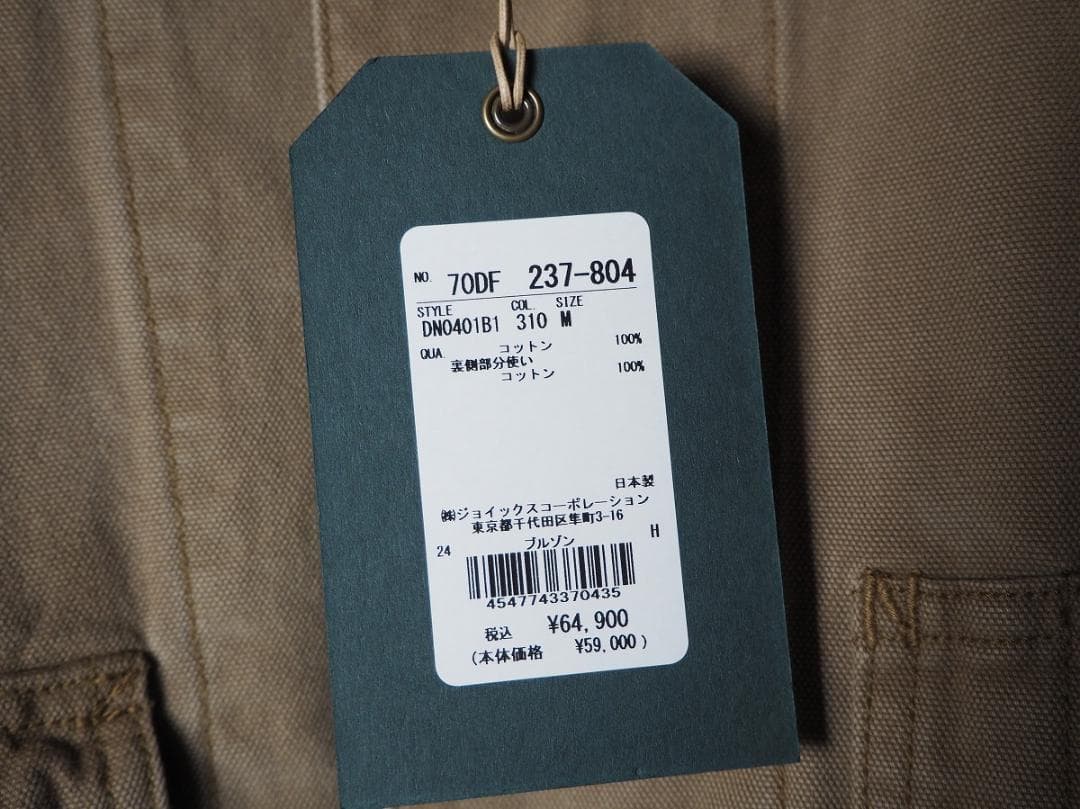 NO. 70DF 237-804
STYLE COL. SIZE
DN0401B1 310 M
QUA. コットン 100%
裏側部分使い
コットン 100%
日本製
㈱ジョイックスコーポレーション
東京都千代田区隼町3-16
24 ブルゾン H
4547743370435
税込 ¥64,900
(本体価格 ¥59,000)